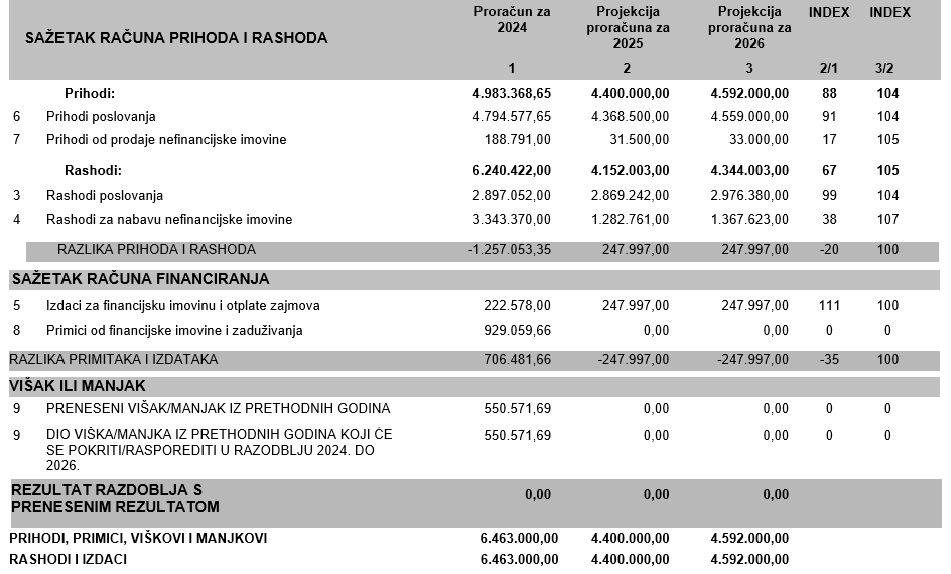 SAŽETAK RAČUNA PRIHODA I RASHODA Proračun za 2024 Projekcija proračuna za 2025 Projekcija proračuna za 2026 INDEX INDEX
1 2 3 2/1 3/2
Prihodi: 4.983.368,65 4.400.000,00 4.592.000,00 88 104
6 Prihodi poslovanja 4.794.577,65 4.368.500,00 4.559.000,00 91 104
7 Prihodi od prodaje nefinancijske imovine 188.791,00 31.500,00 33.000,00 17 105
Rashodi: 6.240.422,00 4.152.003,00 4.344.003,00 67 105
3 Rashodi poslovanja 2.897.052,00 2.869.242,00 2.976.380,00 99 104
4 Rashodi za nabavu nefinancijske imovine 3.343.370,00 1.282.761,00 1.367.623,00 38 107
RAZLIKA PRIHODA I RASHODA -1.257.053,35 247.997,00 247.997,00 -20 100
SAŽETAK RAČUNA FINANCIRANJA
5 Izdaci za financijsku imovinu i otplate zajmova 222.578,00 247.997,00 247.997,00 111 100
8 Primici od financijske imovine i zaduživanja 929.059,66 0,00 0,00 0 0
RAZLIKA PRIMITAKA I IZDATAKA 706.481,66 -247.997,00 -247.997,00 -35 100
VIŠAK ILI MANJAK
9 PRENESENI VIŠAK/MANJAK IZ PRETHODNIH GODINA 550.571,69 0,00 0,00 0 0
9 DIO VIŠKA/MANJKA IZ PRETHODNIH GODINA KOJI ĆE 550.571,69 0,00 0,00 0 0
SE POKRITI/RASPOREDITI U RAZODBLJU 2024. DO
2026.
REZULTAT RAZDOBLJA S
PRENESENIM REZULTATOM 0,00 0,00 0,00
PRIHODI, PRIMICI, VIŠKOVI I MANJKOVI 6.463.000,00 4.400.000,00 4.592.000,00
RASHODI I IZDACI 6.463.000,00 4.400.000,00 4.592.000,00